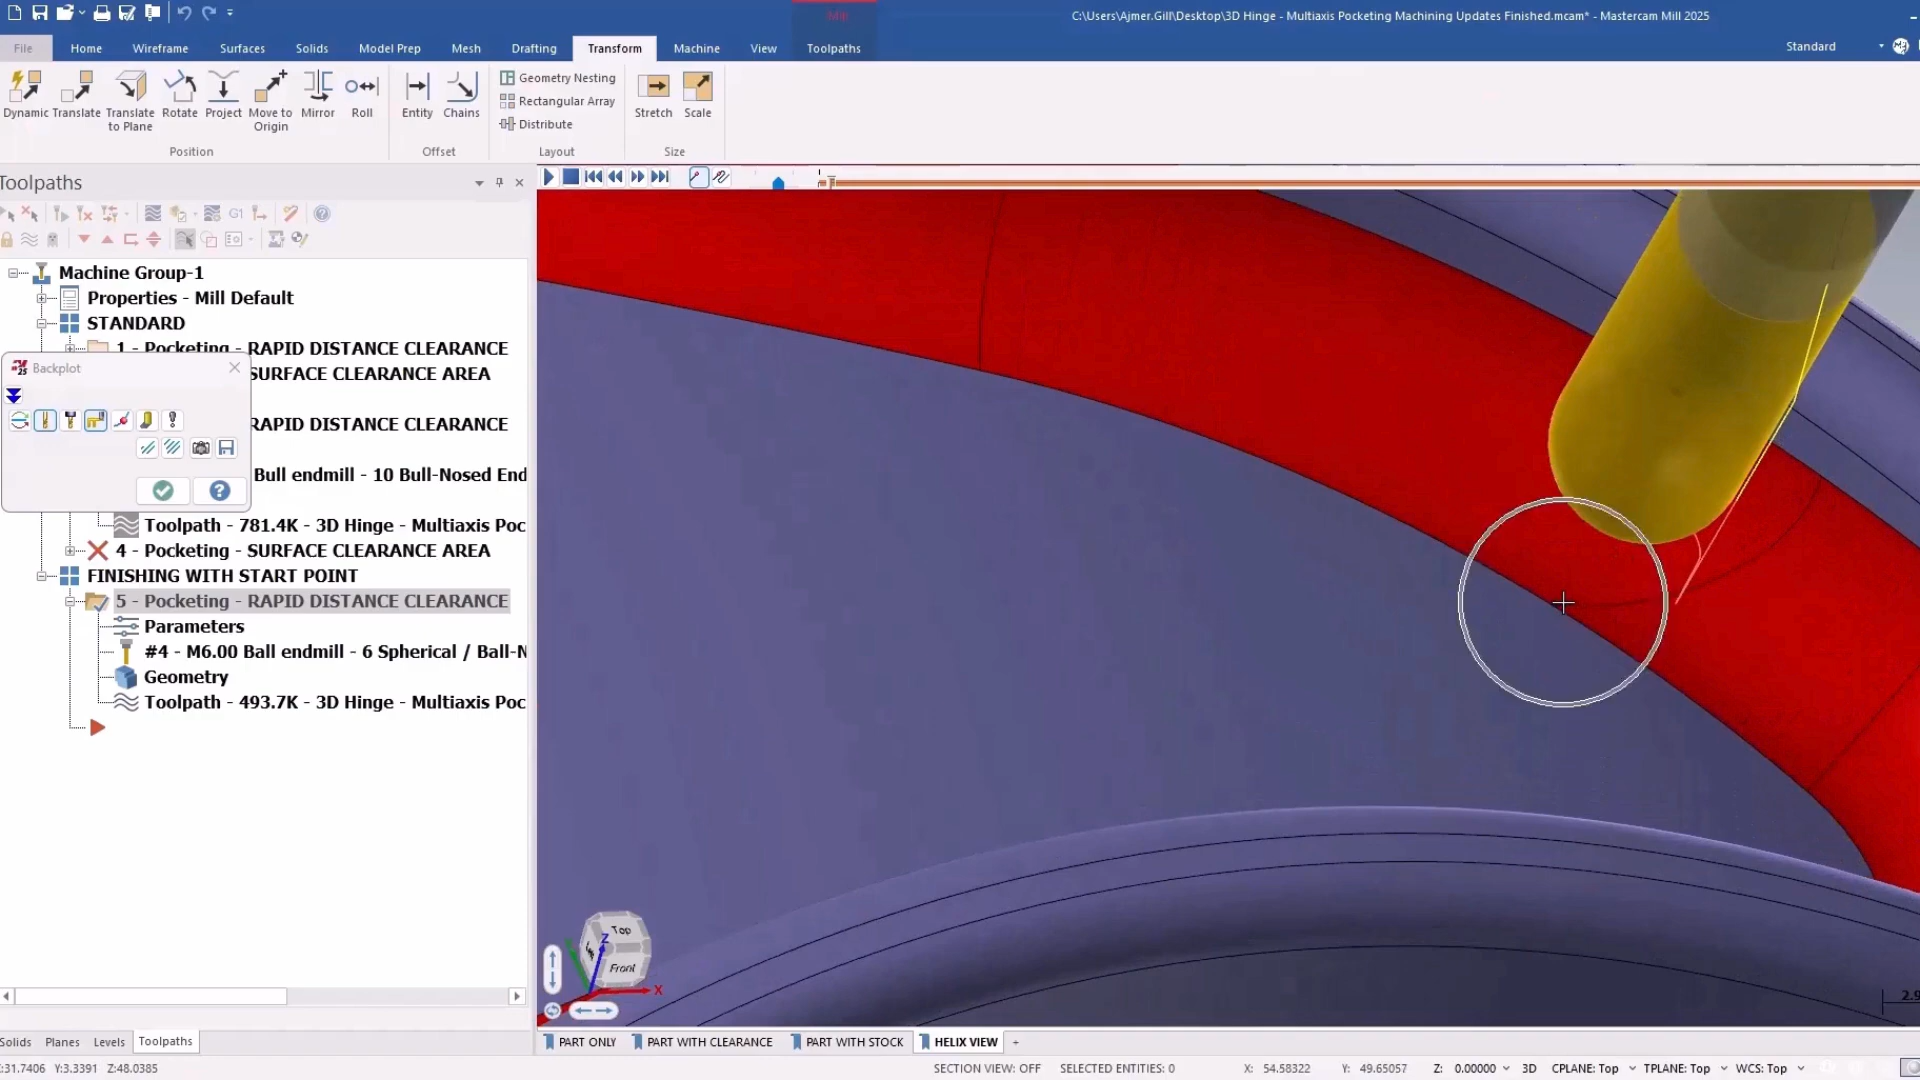 C:\Users\Ajmer.Gill\Desktop\3D Hinge - Multiaxis Pocketing Machining Updates Finished.mcam* - Mastercam Mill 2025
File Home Wireframe Surfaces Solids Model Prep Mesh Drafting Transform Machine View Toolpaths Standard
Dynamic Translate Translate to Plane Rotate Project Move to Origin Mirror Roll
Entity Chains
Geometry Nesting
Rectangular Array
Distribute
Stretch Scale
Position Offset Layout Size
Toolpaths
Machine Group-1
Properties - Mill Default
STANDARD
1 - Pocketing - RAPID DISTANCE CLEARANCE
Backplot
SURFACE CLEARANCE AREA
RAPID DISTANCE CLEARANCE
Bull endmill - 10 Bull-Nosed End
Toolpath - 781.4K - 3D Hinge - Multiaxis Poc
4 - Pocketing - SURFACE CLEARANCE AREA
FINISHING WITH START POINT
5 - Pocketing - RAPID DISTANCE CLEARANCE
Parameters
#4 - M6.00 Ball endmill - 6 Spherical / Ball-N
Geometry
Toolpath - 493.7K - 3D Hinge - Multiaxis Poc
Top
Front
Z
X
2.9
Solids Planes Levels Toolpaths
PART ONLY PART WITH CLEARANCE PART WITH STOCK HELIX VIEW +
:31.7406 Y:3.3391 Z:48.0385
SECTION VIEW: OFF SELECTED ENTITIES: 0 X: 54.58322 Y: 49.65057 Z: 0.00000 3D CPLANE: Top TPLANE: Top WCS: Top